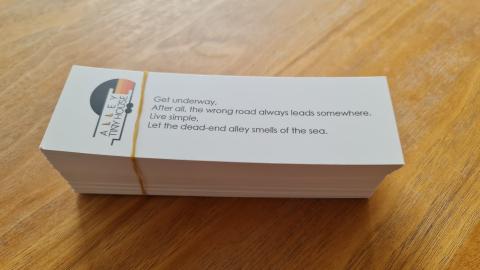 ALLEY
TINY HOUSE
Get underway,
After all, the wrong road always leads somewhere.
Live simple,
Let the dead-end alley smells of the sea.